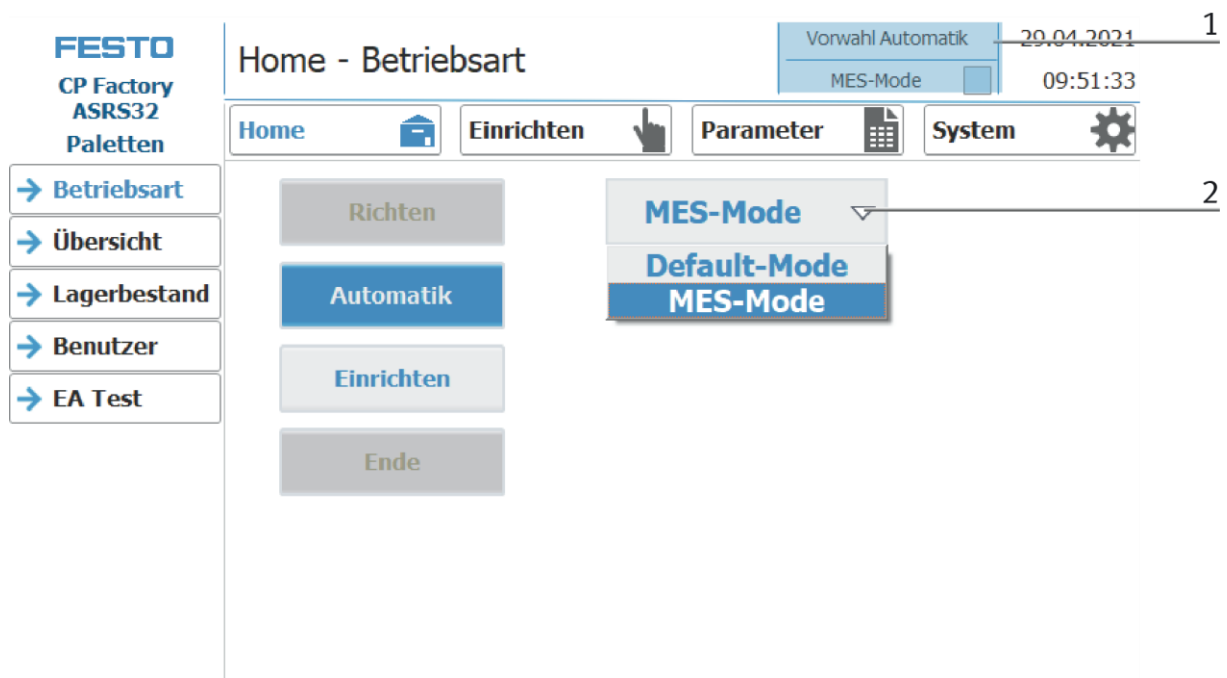 FESTO
CP Factory
ASRS32
Paletten
Home - Betriebsart
Vorwahl Automatik
MES-Mode
29.04.2021
09:51:33
1
Home
Einrichten
Parameter
System
Betriebsart
Übersicht
Lagerbestand
Benutzer
EA Test
Richten
Automatik
Einrichten
Ende
MES-Mode
2
Default-Mode
MES-Mode